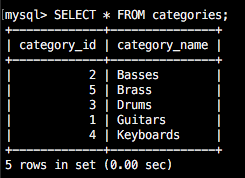 mysql> SELECT * FROM categories;
+-------------+---------------+
| category_id | category_name |
+-------------+---------------+
|           2 | Basses        |
|           5 | Brass         |
|           3 | Drums         |
|           1 | Guitars       |
|           4 | Keyboards     |
+-------------+---------------+
5 rows in set (0.00 sec)